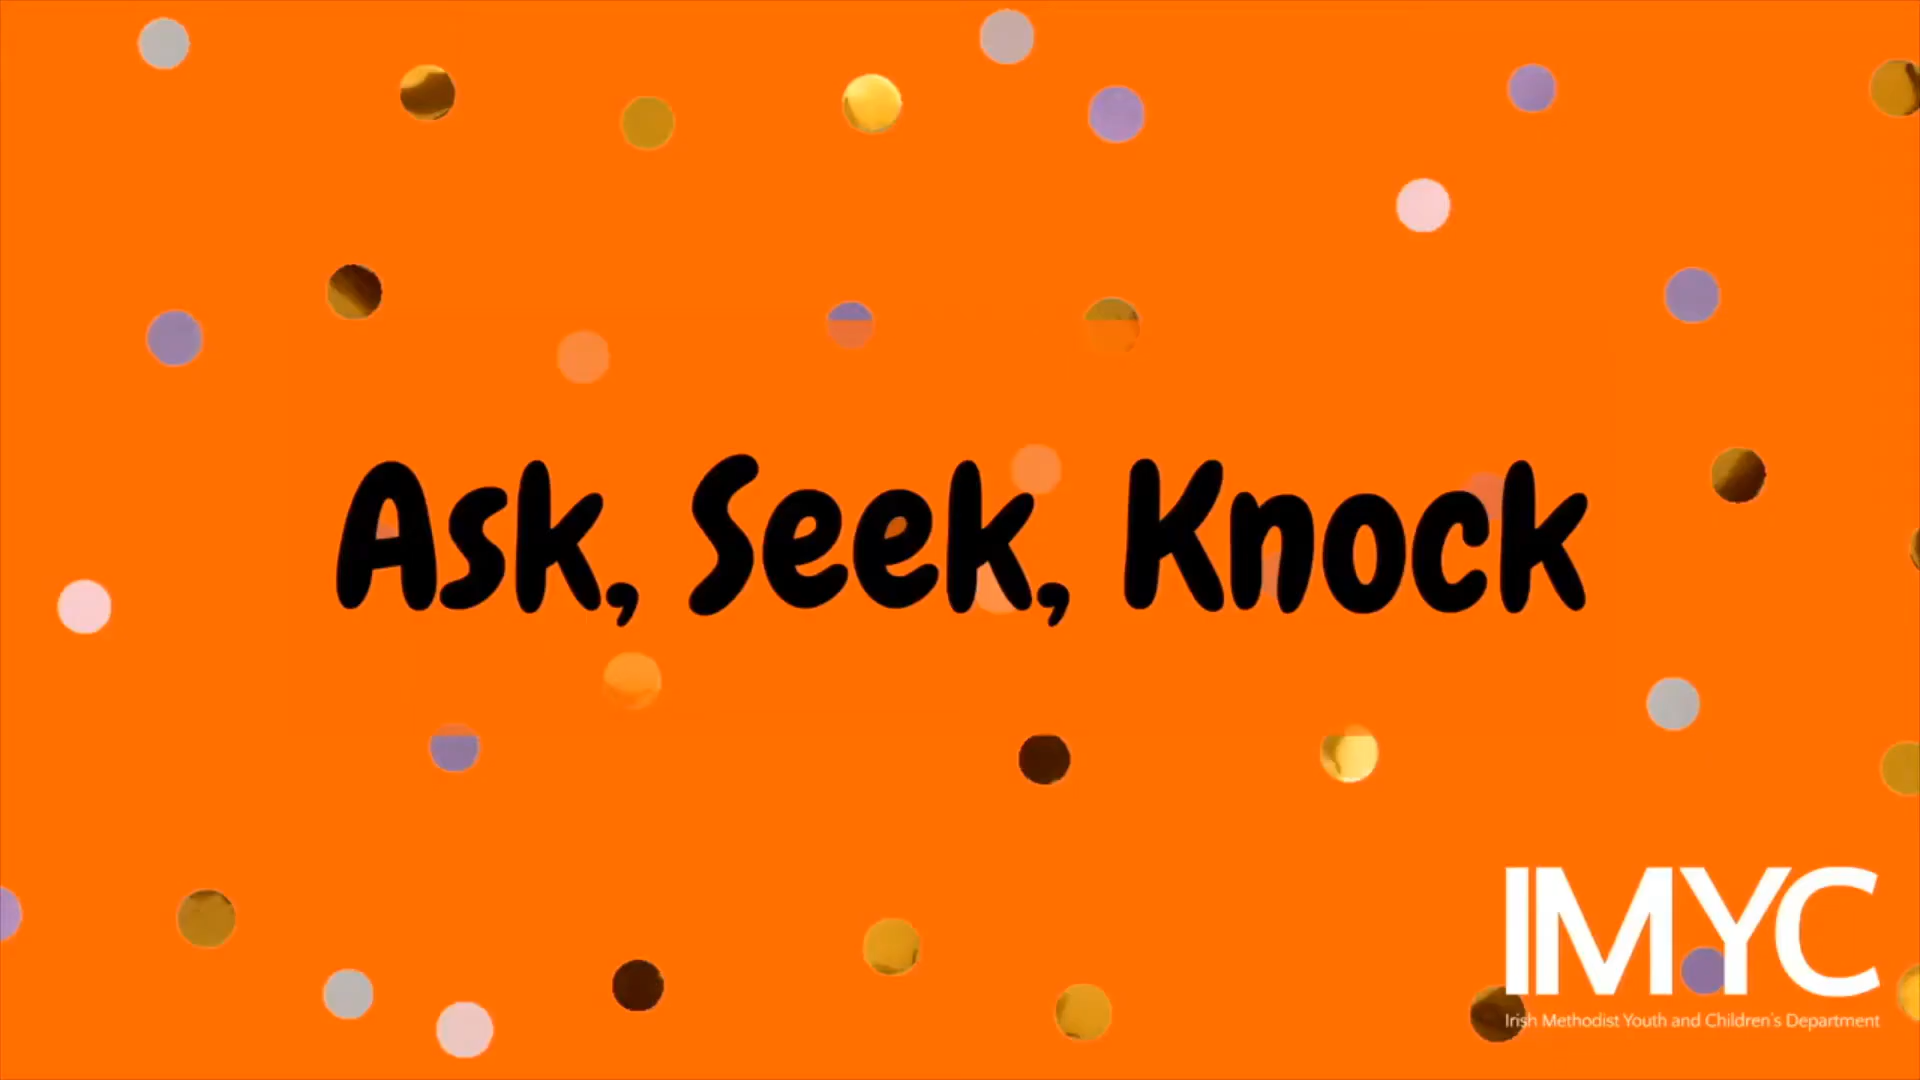 Ask, Seek, Knock
IMYC
Irish Methodist Youth and Children's Department